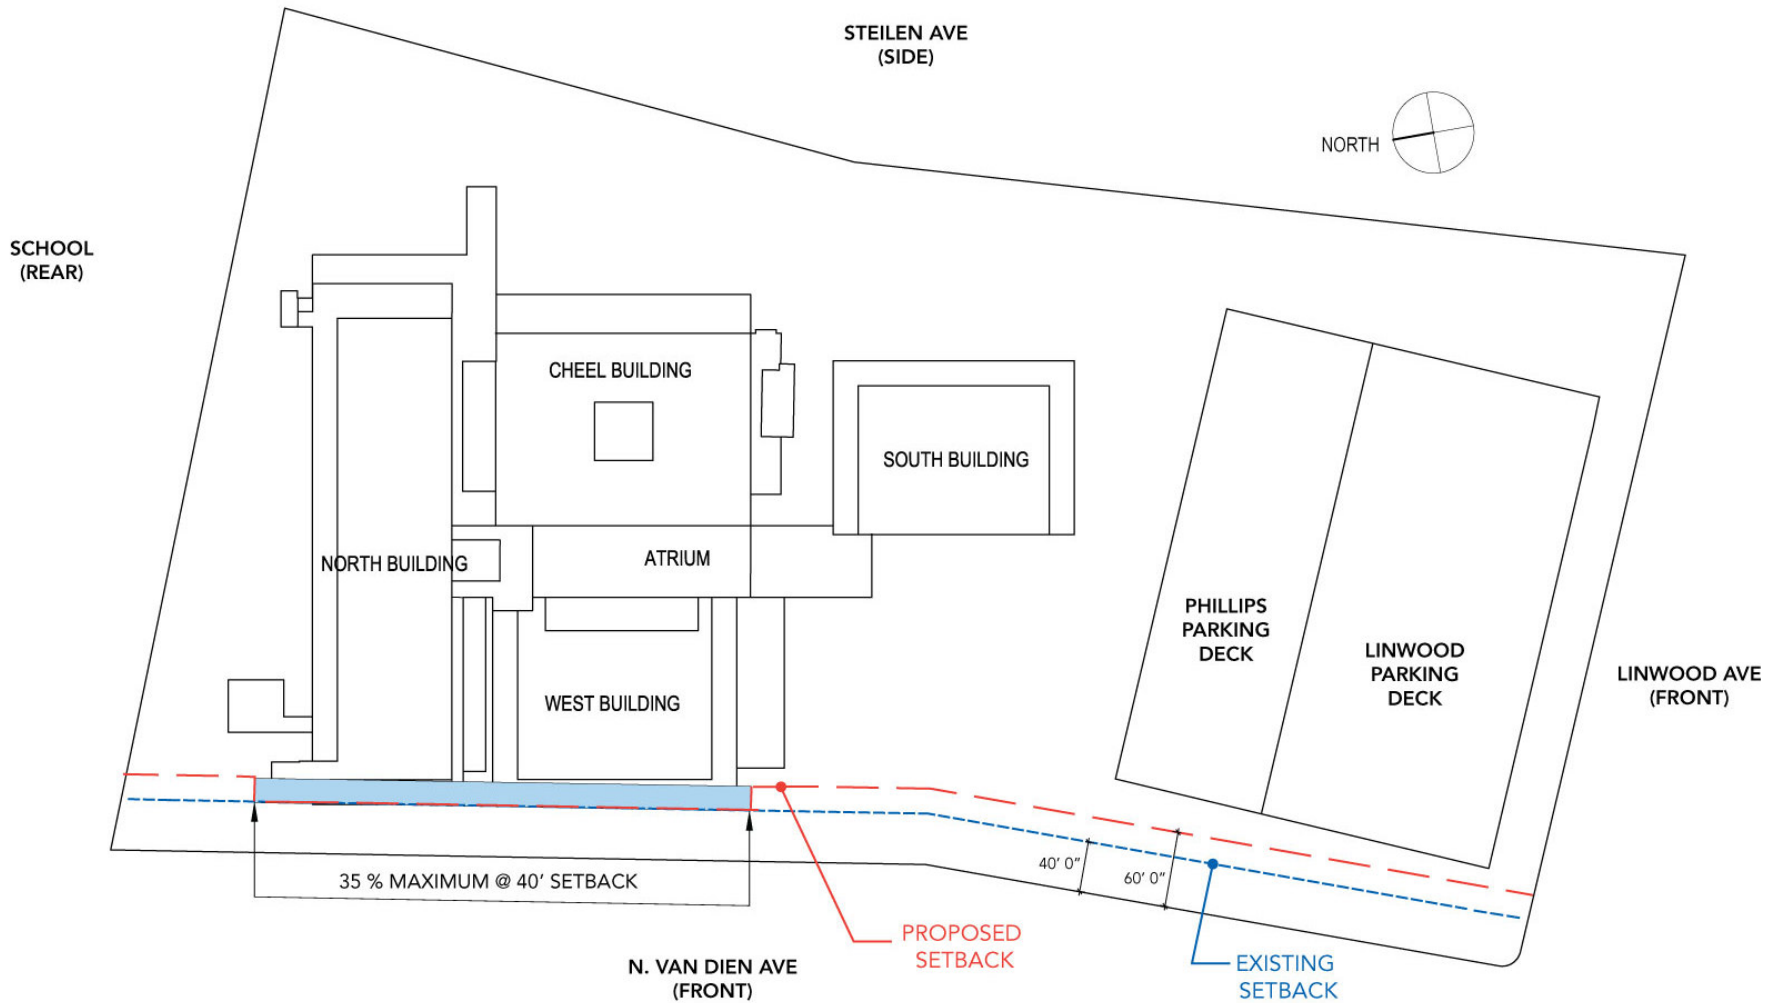 STEILEN AVE
(SIDE)
NORTH
SCHOOL
(REAR)
CHEEL BUILDING
SOUTH BUILDING
NORTH BUILDING
ATRIUM
PHILLIPS
PARKING
DECK
LINWOOD
PARKING
DECK
LINWOOD AVE
(FRONT)
WEST BUILDING
40' 0"
60' 0"
35 % MAXIMUM @ 40' SETBACK
PROPOSED
SETBACK
EXISTING
SETBACK
N. VAN DIEN AVE
(FRONT)